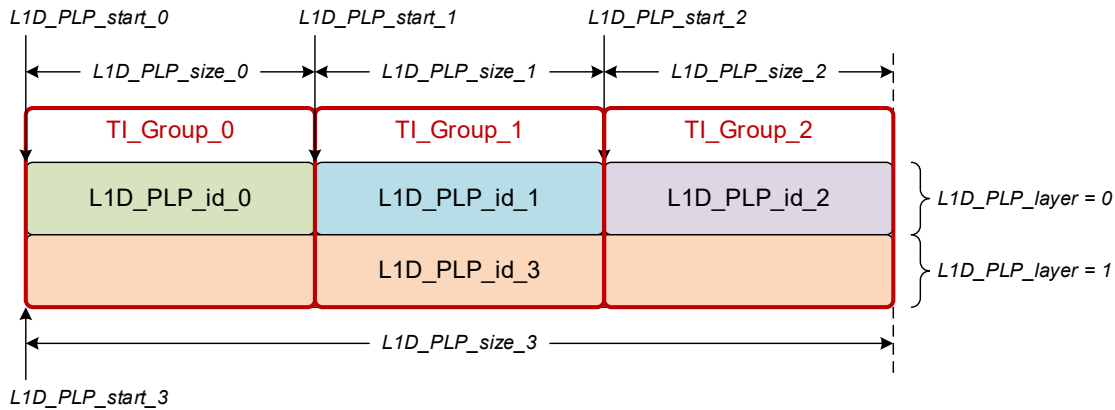 L1D_PLP_start_0 L1D_PLP_start_1 L1D_PLP_start_2
L1D_PLP_size_0 L1D_PLP_size_1 L1D_PLP_size_2
TI_Group_0 TI_Group_1 TI_Group_2
L1D_PLP_id_0 L1D_PLP_id_1 L1D_PLP_id_2 L1D_PLP_layer = 0
L1D_PLP_id_3 L1D_PLP_layer = 1
L1D_PLP_size_3
L1D_PLP_start_3